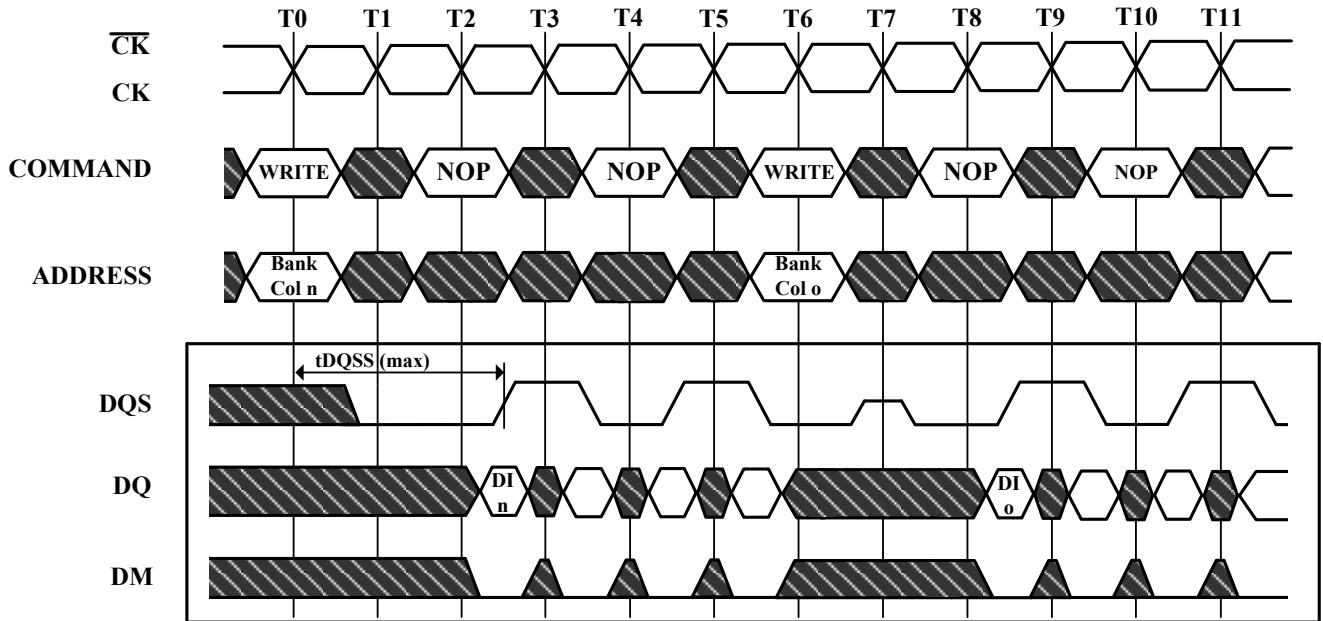 T0 T1 T2 T3 T4 T5 T6 T7 T8 T9 T10 T11
CK
CK
COMMAND WRITE NOP NOP WRITE NOP NOP
ADDRESS
Bank
Col n
Bank
Col o
tDQSS (max)
DQS
DQ
DI
n
DI
o
DM